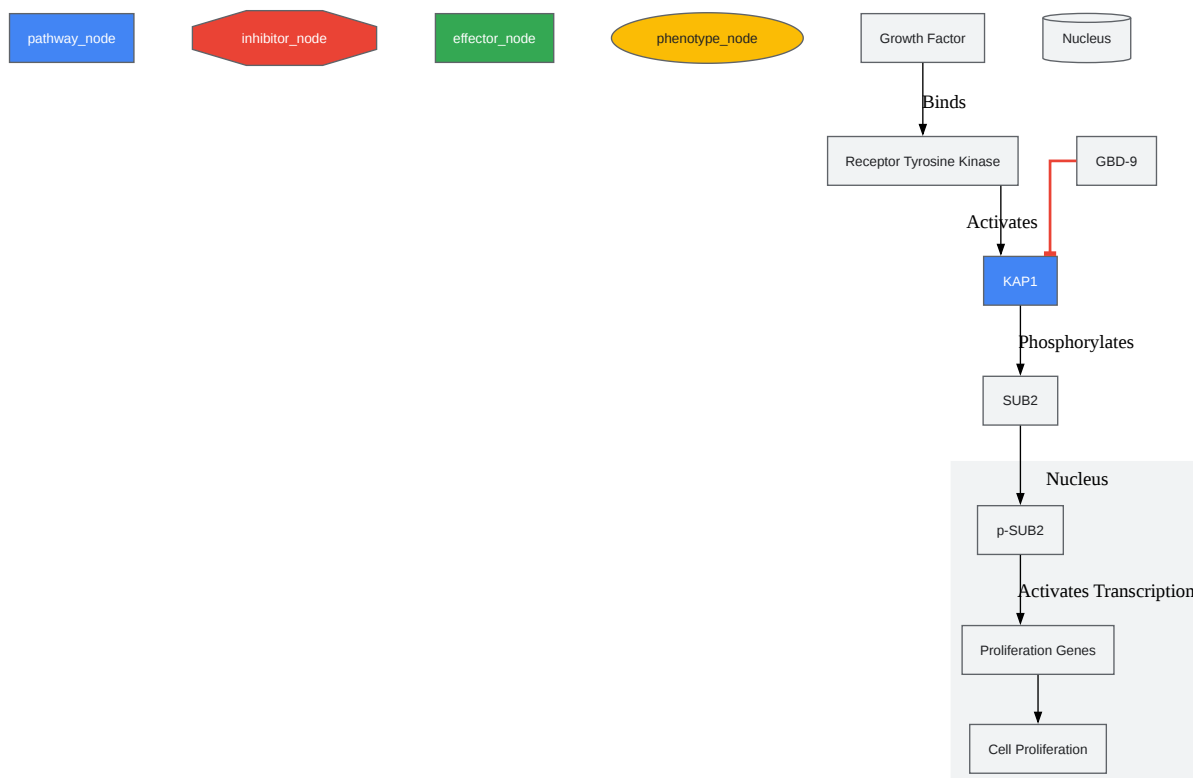 pathway_node
inhibitor_node
effector_node
phenotype_node
Growth Factor
Nucleus
Binds
Receptor Tyrosine Kinase
GBD-9
Activates
KAP1
Phosphorylates
SUB2
Nucleus
p-SUB2
Activates Transcription
Proliferation Genes
Cell Proliferation